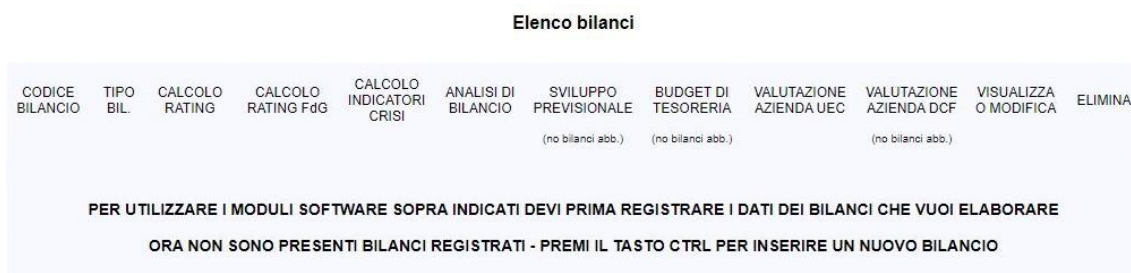 Elenco bilanci
CODICE BILANCIO
TIPO BIL.
CALCOLO RATING
CALCOLO RATING FdG
CALCOLO INDICATORI CRISI
ANALISI DI BILANCIO
SVILUPPO PREVISIONALE
(no bilanci abb.)
BUDGET DI TESORERIA
(no bilanci abb.)
VALUTAZIONE AZIENDA UEC
VALUTAZIONE AZIENDA DCF
(no bilanci abb.)
VISUALIZZA O MODIFICA
ELIMINA
PER UTILIZZARE I MODULI SOFTWARE SOPRA INDICATI DEVI PRIMA REGISTRARE I DATI DEI BILANCI CHE VUOI ELABORARE
ORA NON SONO PRESENTI BILANCI REGISTRATI - PREMI IL TASTO CTRL PER INSERIRE UN NUOVO BILANCIO